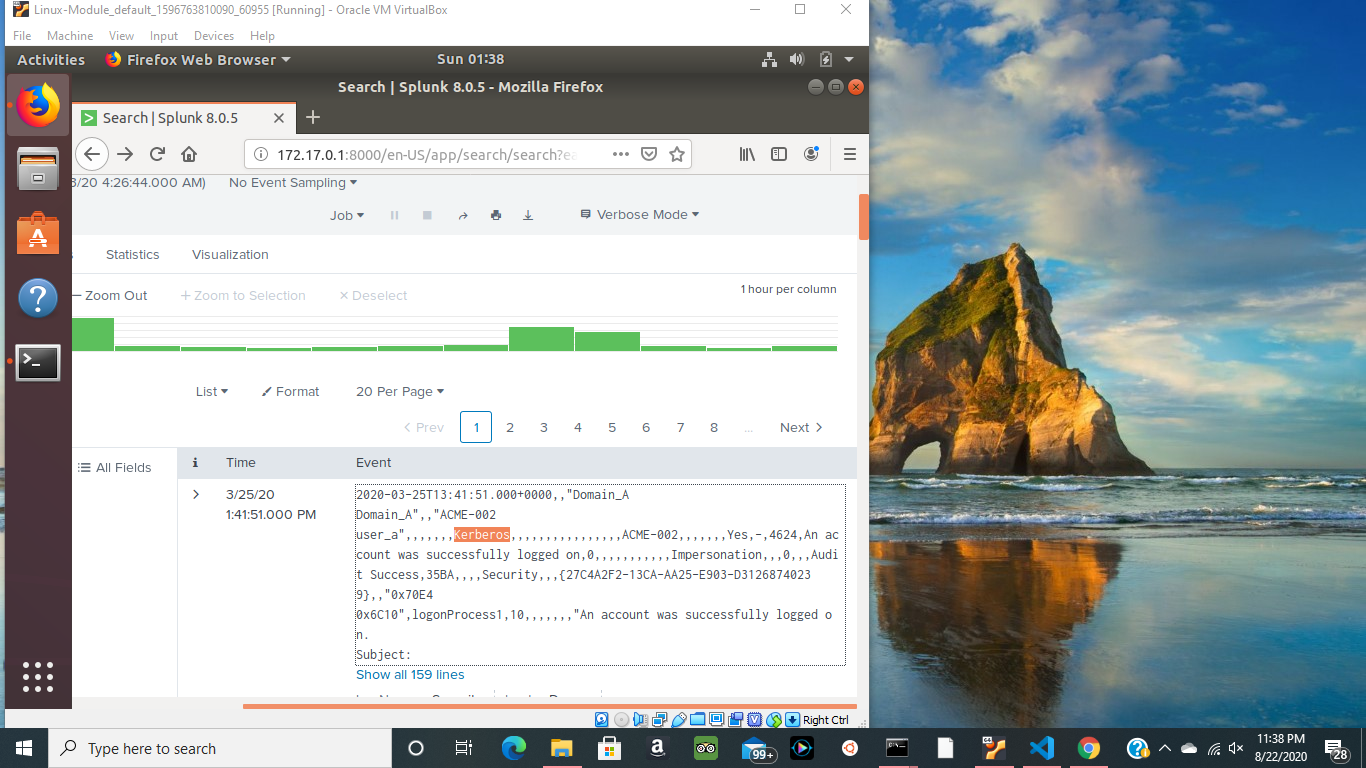 Linux-Module_default_1596763810090_60955 [Running] - Oracle VM VirtualBox
File Machine View Input Devices Help
Activities Firefox Web Browser Sun 01:38
Search | Splunk 8.0.5 - Mozilla Firefox
Search | Splunk 8.0.5
172.17.0.1:8000/en-US/app/search/search?ea
3/20 4:26:44.000 AM) No Event Sampling
Job Verbose Mode
s Statistics Visualization
— Zoom Out + Zoom to Selection × Deselect 1 hour per column
List Format 20 Per Page
< Prev 1 2 3 4 5 6 7 8 ... Next >
All Fields i Time Event
> 3/25/20 2020-03-25T13:41:51.000+0000,,"Domain_A
1:41:51.000 PM Domain_A",,"ACME-002
user_a",,,,,,,Kerberos,,,,,,,,,,,,,,,,ACME-002,,,,,,,Yes,-,4624,An ac
count was successfully logged on,0,,,,,,,,,,,Impersonation,,,0,,,Audi
t Success,35BA,,,,Security,,,{27C4A2F2-13CA-AA25-E903-D3126874023
9},,"0x70E4
0x6C10",logonProcess1,10,,,,,,,"An account was successfully logged o
n.
Subject:
Show all 159 lines
Right Ctrl
Type here to search
99+
11:38 PM
8/22/2020
28